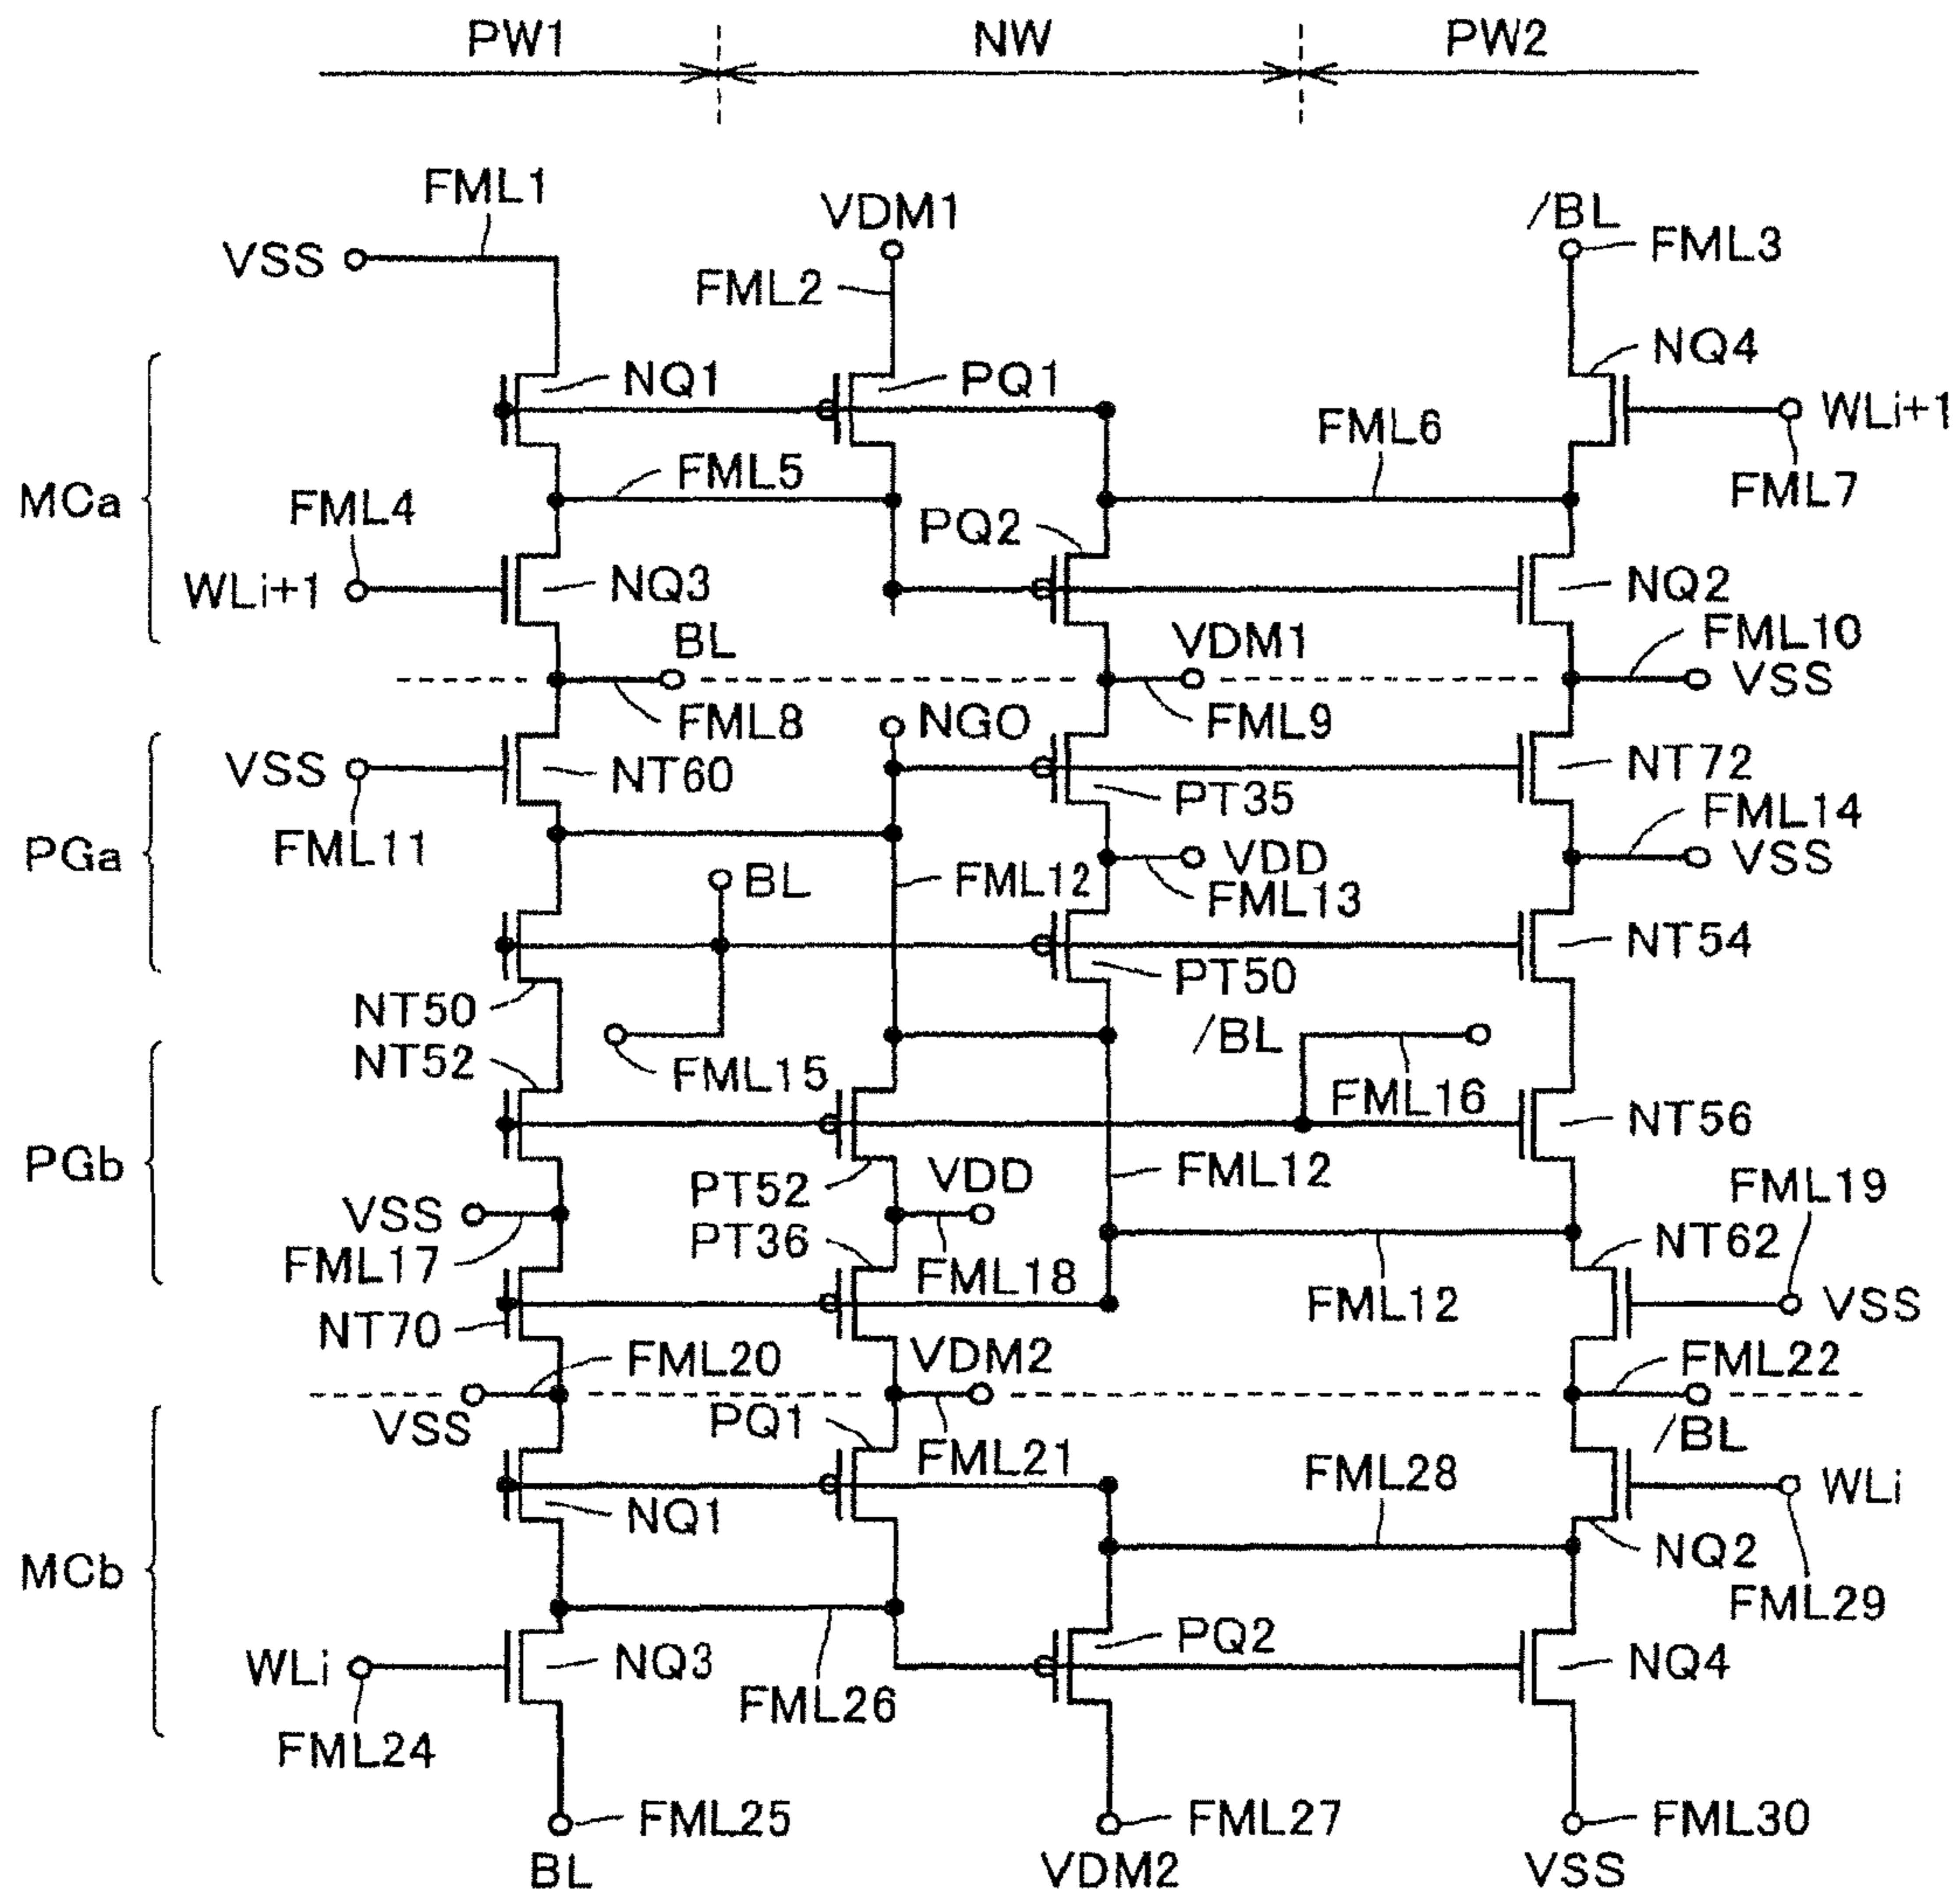 PW1 NW PW2
FML1
VDM1
/BL
VSS
FML3
FML2
NQ4
NQ1
PQ1
WLi+1
FML6
FML5
FML7
MCa
FML4
PQ2
WLi+1
NQ3
NQ2
BL
VDM1
FML10
VSS
FML8
NGO
FML9
VSS
NT60
NT72
PT35
FML14
FML11
PGa
VDD
VSS
BL
FML12
FML13
NT54
PT50
NT50
/BL
NT52
FML15
FML16
NT56
PGb
PT52
VDD
FML12
FML19
VSS
PT36
NT62
FML17
FML18
FML12
VSS
NT70
FML20
VDM2
FML22
VSS
PQ1
/BL
FML21
FML28
WLi
NQ1
NQ2
MCb
FML29
PQ2
WLi
NQ3
NQ4
FML26
FML24
FML25
FML27
FML30
BL
VDM2
VSS